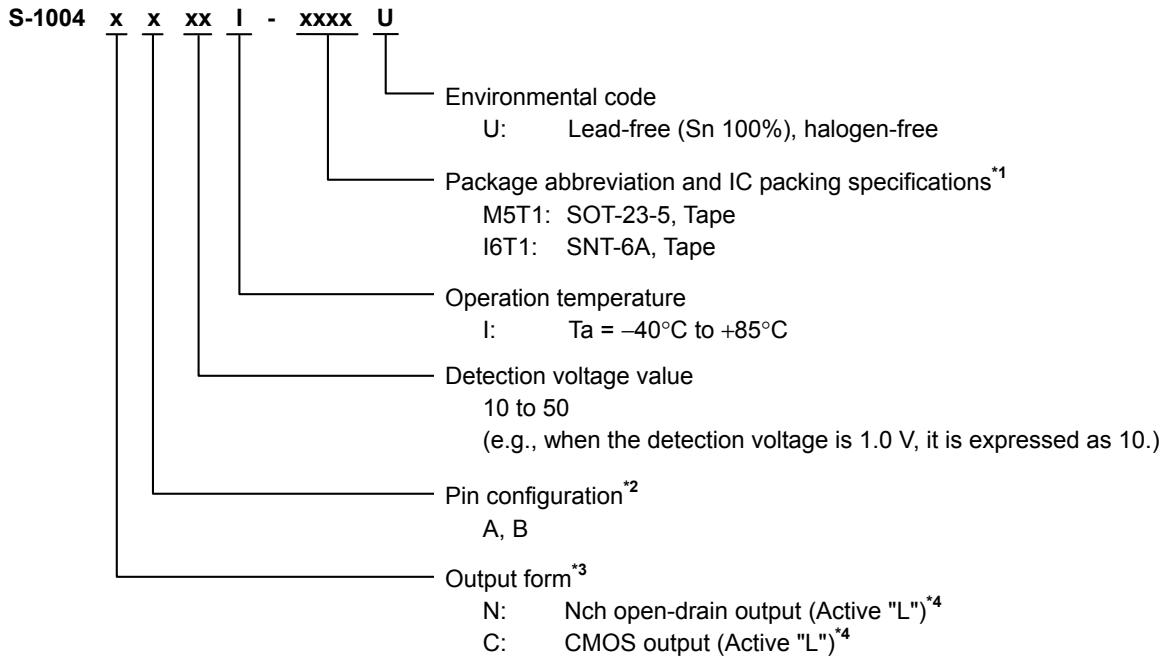 S-1004 x x xx I - xxxx U
Environmental code
U: Lead-free (Sn 100%), halogen-free
Package abbreviation and IC packing specifications*1
M5T1: SOT-23-5, Tape
I6T1: SNT-6A, Tape
Operation temperature
I: Ta = −40°C to +85°C
Detection voltage value
10 to 50
(e.g., when the detection voltage is 1.0 V, it is expressed as 10.)
Pin configuration*2
A, B
Output form*3
N: Nch open-drain output (Active "L")*4
C: CMOS output (Active "L")*4